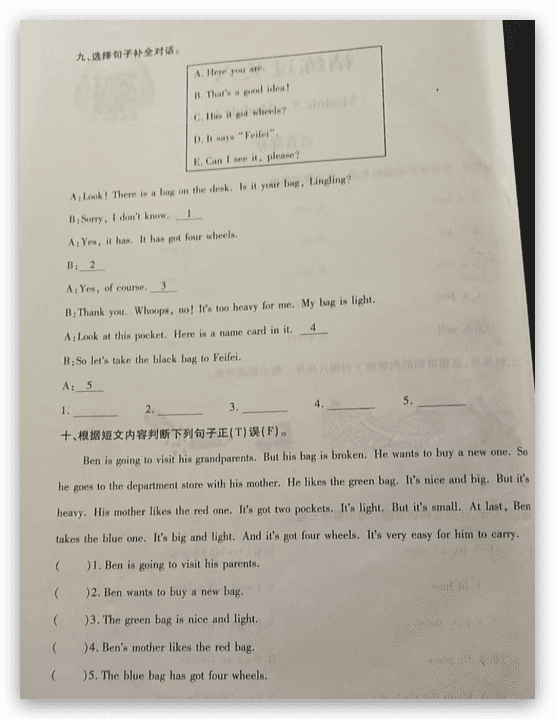 九、选择句子补全对话。
A. Here you are.
B. That's a good idea!
C. Has it got wheels?
D. It says "Feifei".
E. Can I see it, please?
A:Look! There is a bag on the desk. Is it your bag, Lingling?
B:Sorry, I don't know. 1
A:Yes, it has. It has got four wheels.
B: 2
A:Yes, of course. 3
B:Thank you. Whoops, no! It's too heavy for me. My bag is light.
A:Look at this pocket. Here is a name card in it. 4
B:So let's take the black bag to Feifei.
A: 5
1. ______ 2. ______ 3. ______ 4. ______ 5. ______
十、根据短文内容判断下列句子正(T)误(F)。
Ben is going to visit his grandparents. But his bag is broken. He wants to buy a new one. So
he goes to the department store with his mother. He likes the green bag. It's nice and big. But it's
heavy. His mother likes the red one. It's got two pockets. It's light. But it's small. At last, Ben
takes the blue one. It's big and light. And it's got four wheels. It's very easy for him to carry.
( )1. Ben is going to visit his parents.
( )2. Ben wants to buy a new bag.
( )3. The green bag is nice and light.
( )4. Ben's mother likes the red bag.
( )5. The blue bag has got four wheels.